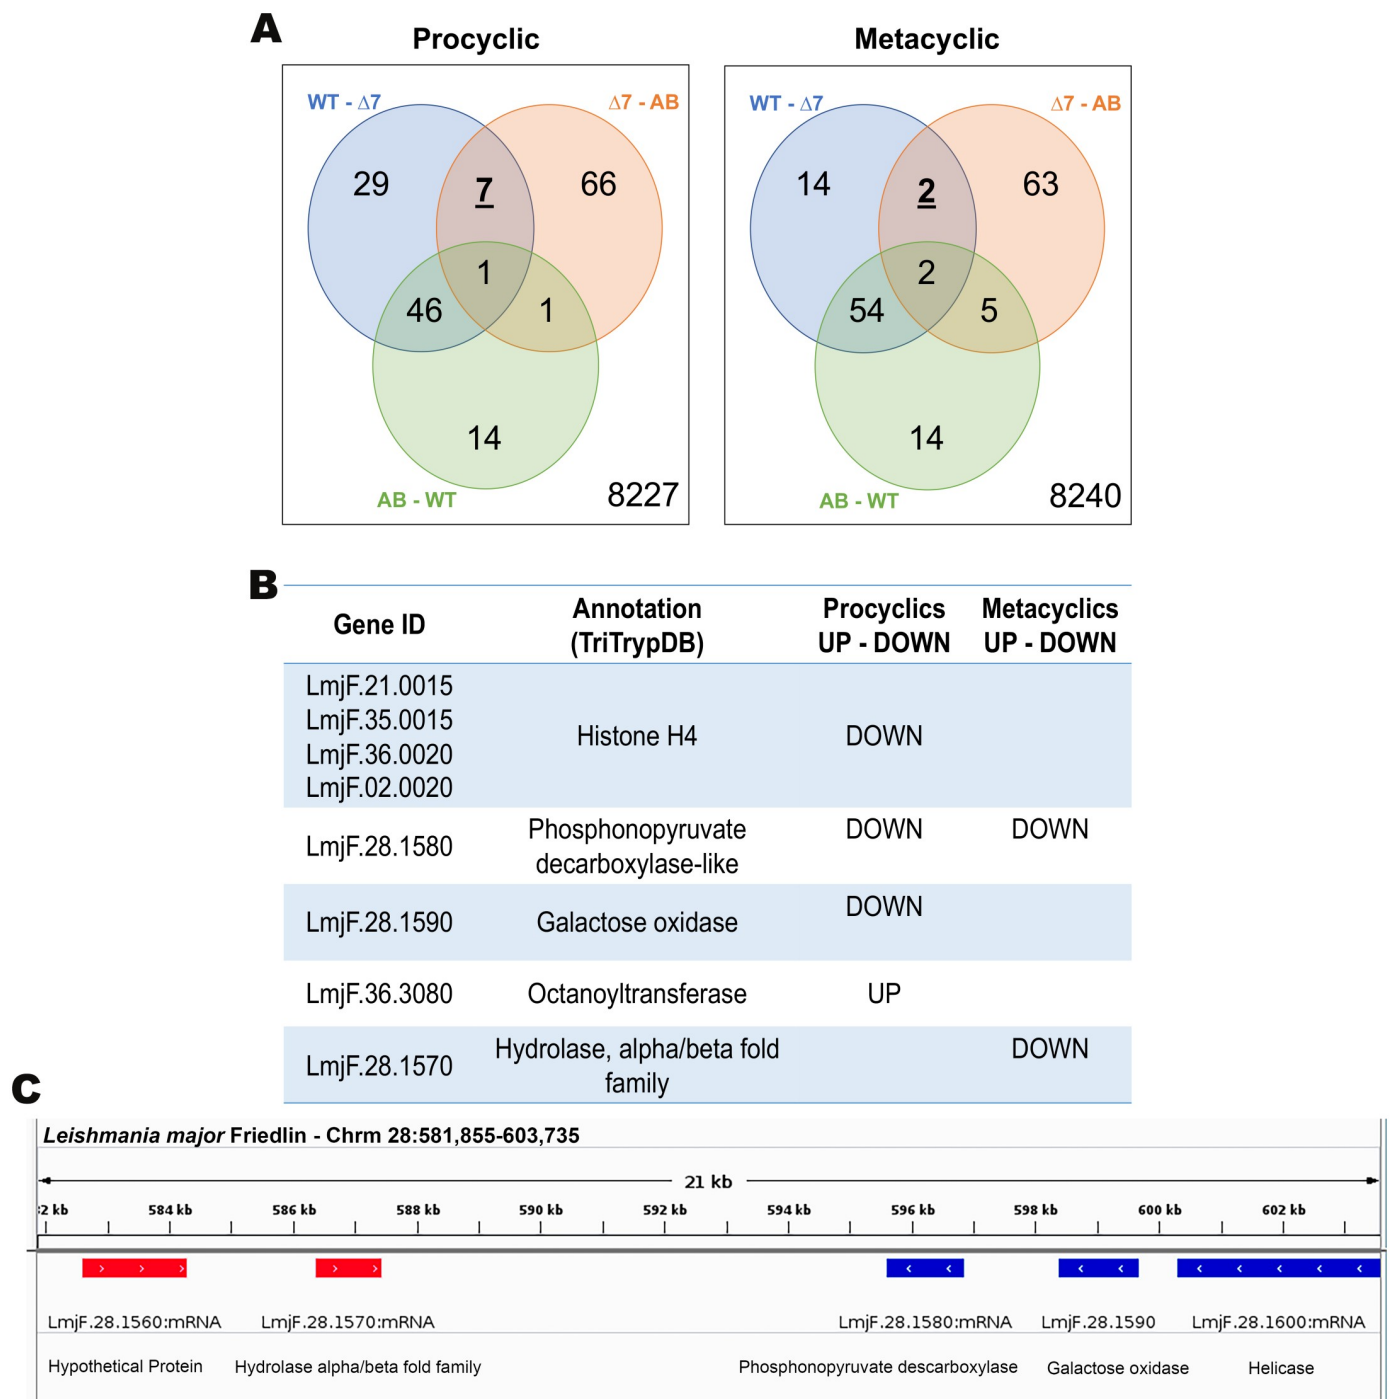 A
Procyclic
Metacyclic
WT - Δ7
Δ7 - AB
29
7
66
1
46
1
14
AB - WT
8227
WT - Δ7
Δ7 - AB
14
2
63
2
54
5
14
AB - WT
8240
B
Gene ID
Annotation
(TriTrypDB)
Procyclics
UP - DOWN
Metacyclics
UP - DOWN
LmjF.21.0015
LmjF.35.0015
LmjF.36.0020
LmjF.02.0020
Histone H4
DOWN
LmjF.28.1580
Phosphonopyruvate
decarboxylase-like
DOWN
DOWN
LmjF.28.1590
Galactose oxidase
DOWN
LmjF.36.3080
Octanoyltransferase
UP
LmjF.28.1570
Hydrolase, alpha/beta fold
family
DOWN
C
Leishmania major Friedlin - Chrm 28:581,855-603,735
21 kb
2 kb 584 kb 586 kb 588 kb 590 kb 592 kb 594 kb 596 kb 598 kb 600 kb 602 kb
LmjF.28.1560:mRNA LmjF.28.1570:mRNA LmjF.28.1580:mRNA LmjF.28.1590 LmjF.28.1600:mRNA
Hypothetical Protein Hydrolase alpha/beta fold family Phosphonopyruvate descarboxylase Galactose oxidase Helicase